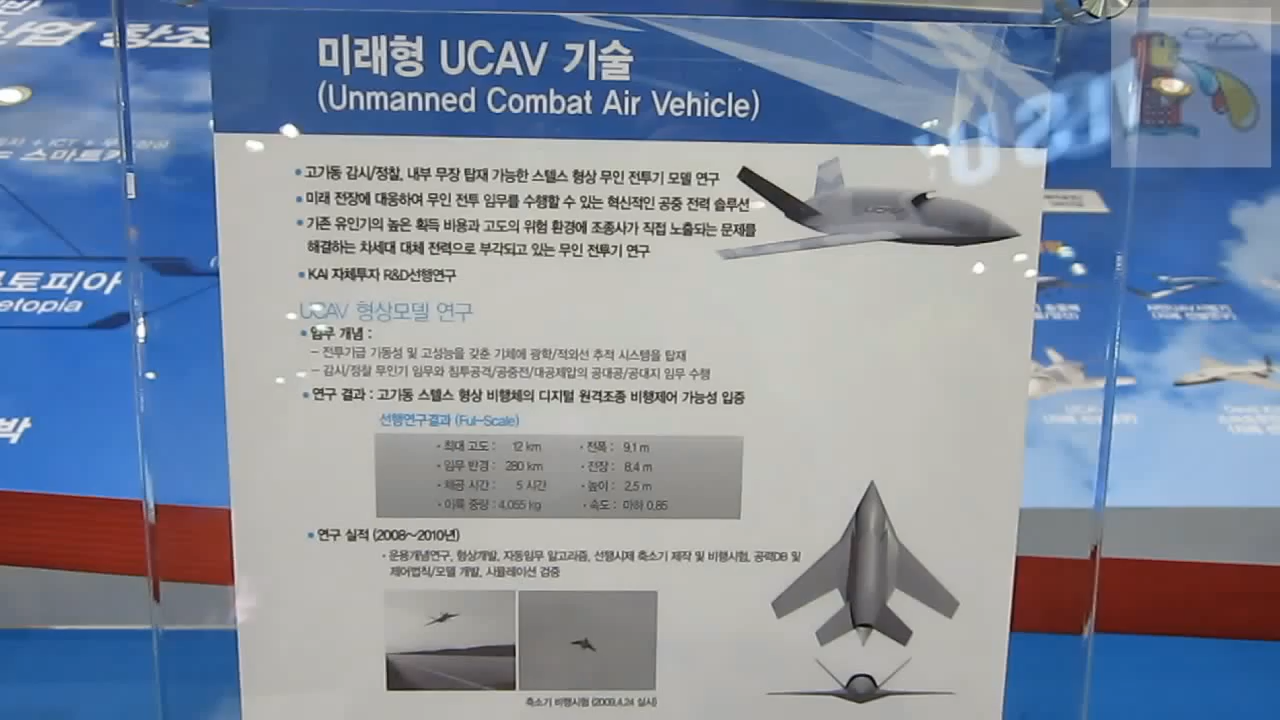 미래형 UCAV 기술
(Unmanned Combat Air Vehicle)
• 고기동 감시/정찰, 내부 무장 탑재 가능한 스텔스 형상 무인 전투기 모델 연구
• 미래 전장에 대응하여 무인 전투 임무를 수행할 수 있는 혁신적인 공중 전력 솔루션
• 기존 유인기의 높은 획득 비용과 고도의 위험 환경에 조종사가 직접 노출되는 문제를
해결하는 차세대 대체 전력으로 부각되고 있는 무인 전투기 연구
• KAI 자체투자 R&D선행연구
UCAV 형상모델 연구
• 임무 개념 :
– 전투기급 기동성 및 고성능을 갖춘 기체에 광학/적외선 추적 시스템을 탑재
– 감시/정찰 무인기 임무와 침투공격/공중전/대공제압의 공대공/공대지 임무 수행
• 연구 결과 : 고기동 스텔스 형상 비행체의 디지털 원격조종 비행제어 가능성 입증
선행연구결과 (Full-Scale)
· 최대 고도 : 12 km · 전폭 : 9.1 m
· 임무 반경 : 280 km · 전장 : 8.4 m
· 체공 시간 : 5 시간 · 높이 : 2.5 m
· 이륙 중량 : 4,055 kg · 속도 : 마하 0.85
• 연구 실적 (2008~2010년)
· 운용개념연구, 형상개발, 자동임무 알고리즘, 선행시제 축소기 제작 및 비행시험, 공력DB 및
제어법칙/모델 개발, 시뮬레이션 검증
축소기 비행시험 (2009.4.24 실시)
토피아
etopia
박
스마트카